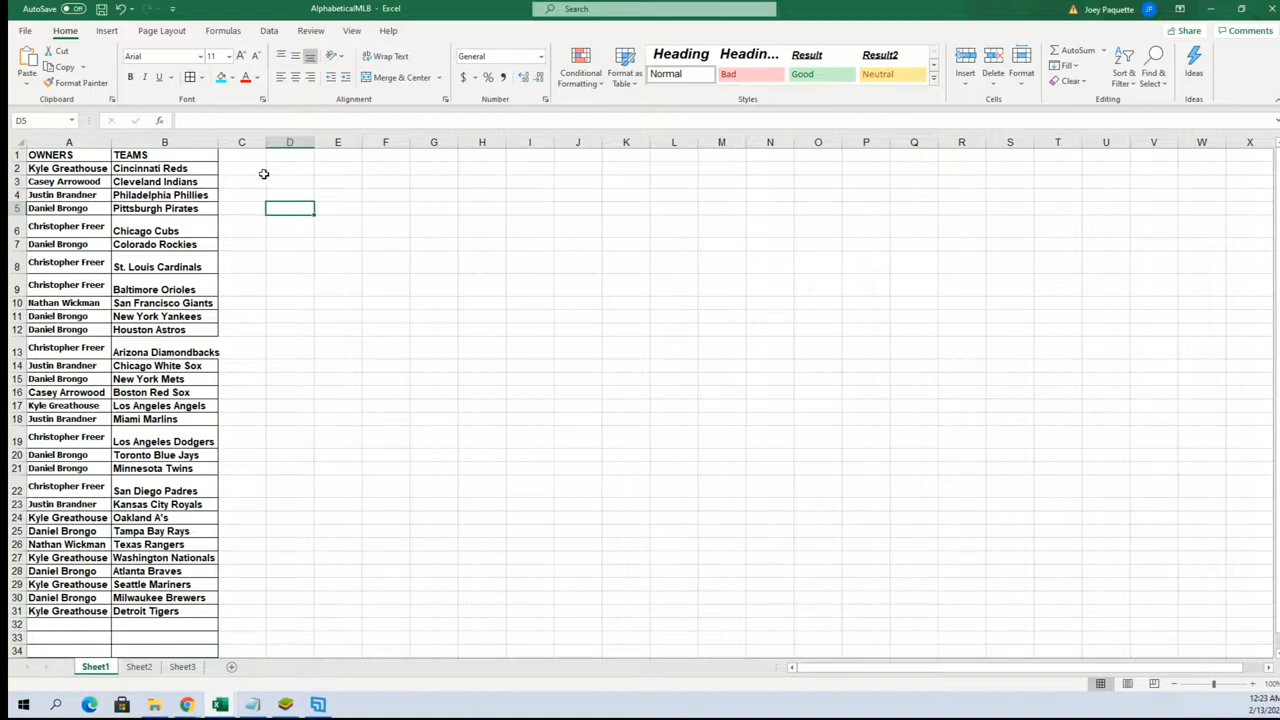 AutoSave Off AlphabeticalMLB - Excel Search Joey Paquette JP
File Home Insert Page Layout Formulas Data Review View Help Share Comments
Paste Cut Copy Format Painter Clipboard
Arial 11 B I U A A Font
Wrap Text Merge & Center Alignment
General $ % Number
Conditional Formatting Format as Table
Heading Headin... Result Result2
Normal Bad Good Neutral
Styles
Insert Delete Format Cells
AutoSum Fill Clear Sort & Filter Find & Select Editing
Ideas Ideas
D5 fx
A B C D E F G H I J K L M N O P Q R S T U V W X
1 OWNERS TEAMS
2 Kyle Greathouse Cincinnati Reds
3 Casey Arrowood Cleveland Indians
4 Justin Brandner Philadelphia Phillies
5 Daniel Brongo Pittsburgh Pirates
6 Christopher Freer Chicago Cubs
7 Daniel Brongo Colorado Rockies
8 Christopher Freer St. Louis Cardinals
9 Christopher Freer Baltimore Orioles
10 Nathan Wickman San Francisco Giants
11 Daniel Brongo New York Yankees
12 Daniel Brongo Houston Astros
13 Christopher Freer Arizona Diamondbacks
14 Justin Brandner Chicago White Sox
15 Daniel Brongo New York Mets
16 Casey Arrowood Boston Red Sox
17 Kyle Greathouse Los Angeles Angels
18 Justin Brandner Miami Marlins
19 Christopher Freer Los Angeles Dodgers
20 Daniel Brongo Toronto Blue Jays
21 Daniel Brongo Minnesota Twins
22 Christopher Freer San Diego Padres
23 Justin Brandner Kansas City Royals
24 Kyle Greathouse Oakland A's
25 Daniel Brongo Tampa Bay Rays
26 Nathan Wickman Texas Rangers
27 Kyle Greathouse Washington Nationals
28 Daniel Brongo Atlanta Braves
29 Kyle Greathouse Seattle Mariners
30 Daniel Brongo Milwaukee Brewers
31 Kyle Greathouse Detroit Tigers
32
33
34
Sheet1 Sheet2 Sheet3
100%
12:23 AM
2/13/202